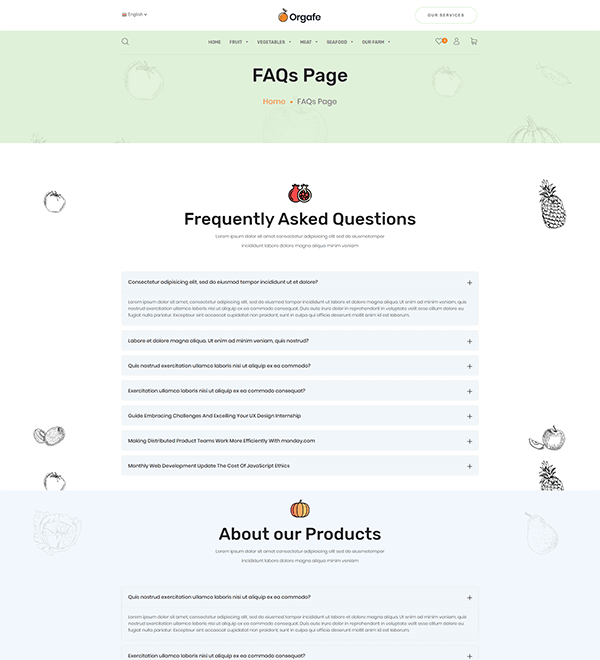 English
Orgafe
OUR SERVICES
HOME FRUIT VEGETABLES MEAT SEAFOOD OUR FARM
0
FAQs Page
Home • FAQs Page
Frequently Asked Questions
Lorem ipsum dolor sit amet, consectetur adipisicing elit, sed do eiusmotempor
incididunt labore dolore magna aliqua minim veniam
Consectetur adipisicing elit, sed do eiusmod tempor incididunt ut et dolore?
Lorem ipsum dolor sit amet, consectetur adipisicing elit, sed do eiusmod tempor incididunt ut labore et dolore magna aliqua. Ut enim ad minim veniam, quis
nostrud exercitation ullamco laboris nisi ut aliquip ex ea commodo consequat. Duis aute irure dolor in reprehenderit in voluptate velit esse cillum dolore eu
fugiat nulla pariatur. Excepteur sint occaecat cupidatat non proident, sunt in culpa qui officia deserunt mollit anim id est laborum.
Labore et dolore magna aliqua. Ut enim ad minim veniam, quis nostrud?
Quis nostrud exercitation ullamco laboris nisi ut aliquip ex ea commodo?
Exercitation ullamco laboris nisi ut aliquip ex ea commodo consequat?
Guide Embracing Challenges And Excelling Your UX Design Internship
Making Distributed Product Teams Work More Efficiently With monday.com
Monthly Web Development Update The Cost Of JavaScript Ethics
About our Products
Lorem ipsum dolor sit amet, consectetur adipisicing elit, sed do eiusmotempor
incididunt labore dolore magna aliqua minim veniam
Quis nostrud exercitation ullamco laboris nisi ut aliquip ex ea commodo?
Lorem ipsum dolor sit amet, consectetur adipisicing elit, sed do eiusmod tempor incididunt ut labore et dolore magna aliqua. Ut enim ad minim veniam, quis
nostrud exercitation ullamco laboris nisi ut aliquip ex ea commodo consequat. Duis aute irure dolor in reprehenderit in voluptate velit esse cillum dolore eu
fugiat nulla pariatur. Excepteur sint occaecat cupidatat non proident, sunt in culpa qui officia deserunt mollit anim id est laborum.
Exercitation ullamco laboris nisi ut aliquip ex ea commodo?